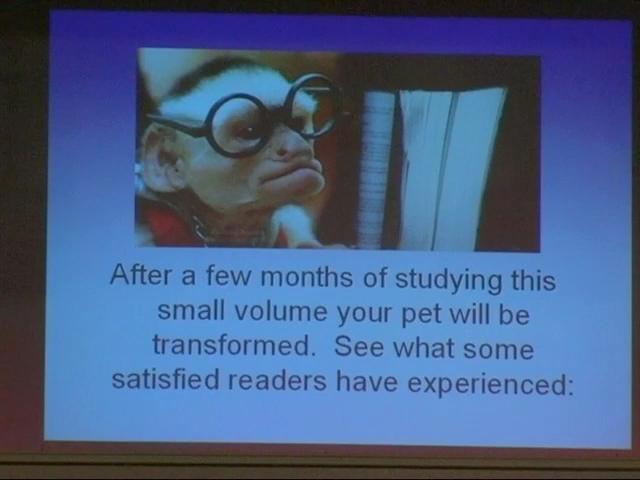 After a few months of studying this
small volume your pet will be
transformed. See what some
satisfied readers have experienced: